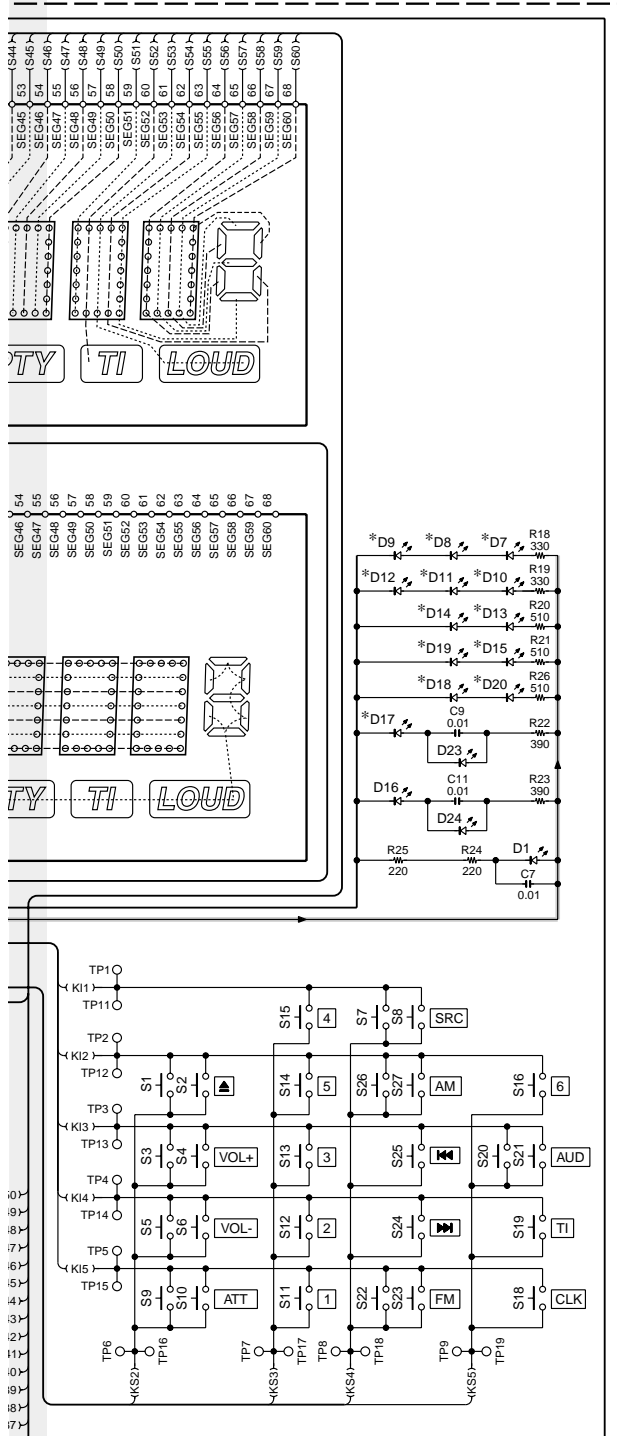 S44 S45 S46 S47 S48 S49 S50 S51 S52 S53 S54 S55 S56 S57 S58 S59 S60
53 54 55 56 57 58 59 60 61 62 63 64 65 66 67 68
SEG45 SEG46 SEG47 SEG48 SEG49 SEG50 SEG51 SEG52 SEG53 SEG54 SEG55 SEG56 SEG57 SEG58 SEG59 SEG60
PTY TI LOUD
54 55 56 57 58 59 60 61 62 63 64 65 66 67 68
SEG46 SEG47 SEG48 SEG49 SEG50 SEG51 SEG52 SEG53 SEG54 SEG55 SEG56 SEG57 SEG58 SEG59 SEG60
*D9 *D8 *D7 R18
330
*D12 *D11 *D10 R19
330
*D14 *D13 R20
510
*D19 *D15 R21
510
*D18 *D20 R26
510
*D17 C9
0.01
D23
R22
390
D16 C11
0.01
D24
R23
390
TY TI LOUD
R25
220
R24
220
D1
C7
0.01
TP1
KI1
TP11
S15 4 S7 S8 SRC
TP2
KI2
TP12
S1 S2 S14 5 S26 S27 AM S16 6
TP3
KI3
TP13
S3 S4 VOL+ S13 3 S25 S20 S21 AUD
TP4
KI4
TP14
S5 S6 VOL- S12 2 S24 S19 TI
TP5
KI5
TP15
S9 S10 ATT S11 1 S22 S23 FM S18 CLK
TP6 TP16 TP7 TP17 TP8 TP18 TP9 TP19
KS2 KS3 KS4 KS5